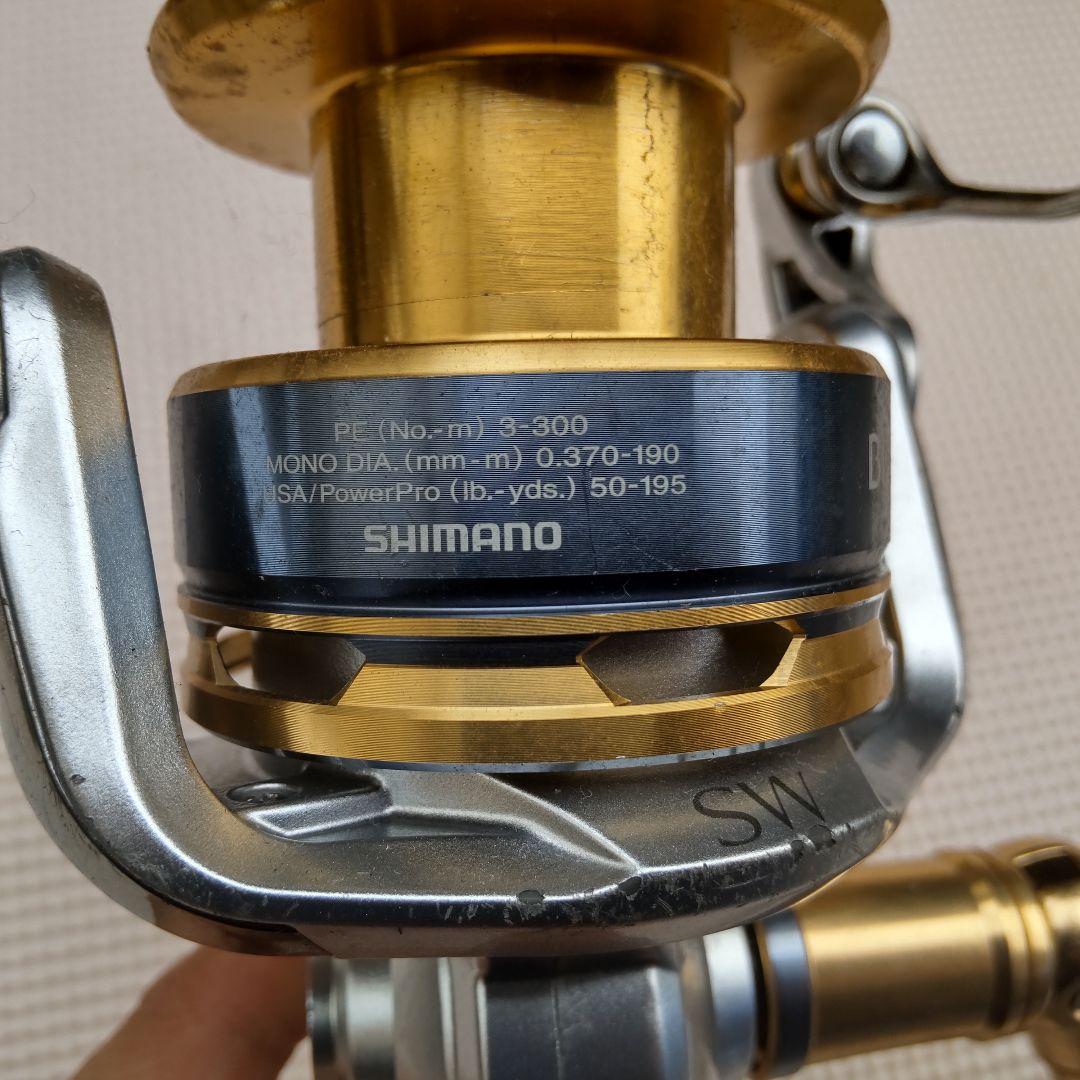 PE (No.-m) 3-300
MONO DIA. (mm-m) 0.370-190
USA/PowerPro (lb.-yds.) 50-195
SHIMANO
SW